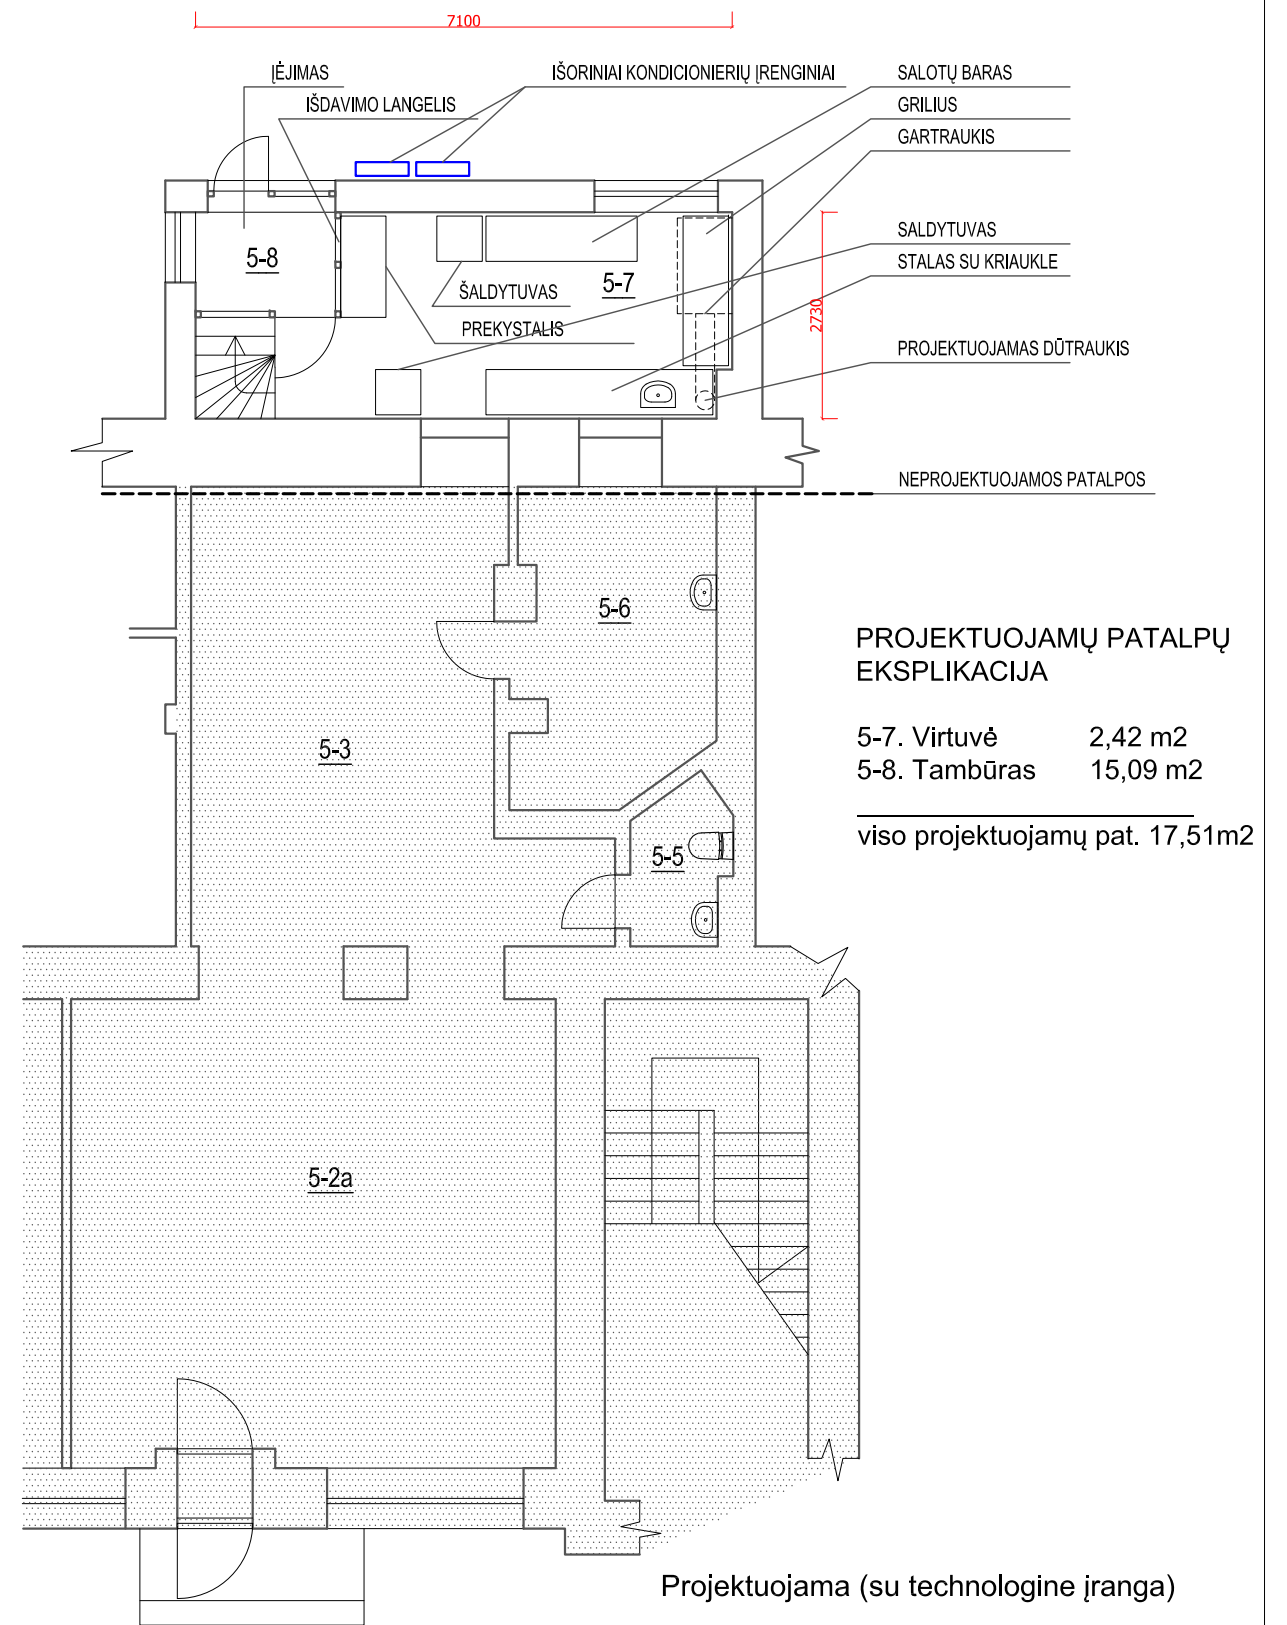 7100
ĮĖJIMAS
IŠORINIAI KONDICIONIERIŲ ĮRENGINIAI
SALOTŲ BARAS
IŠDAVIMO LANGELIS
GRILIUS
GARTRAUKIS
SALDYTUVAS
5-8
STALAS SU KRIAUKLE
5-7
ŠALDYTUVAS
2730
PREKYSTALIS
PROJEKTUOJAMAS DŪTRAUKIS
NEPROJEKTUOJAMOS PATALPOS
5-6
PROJEKTUOJAMŲ PATALPŲ
EKSPLIKACIJA
5-3
5-7. Virtuvė 2,42 m2
5-8. Tambūras 15,09 m2
viso projektuojamų pat. 17,51m2
5-5
5-2a
Projektuojama (su technologine įranga)